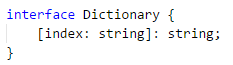 interface Dictionary {
    [index: string]: string;
}